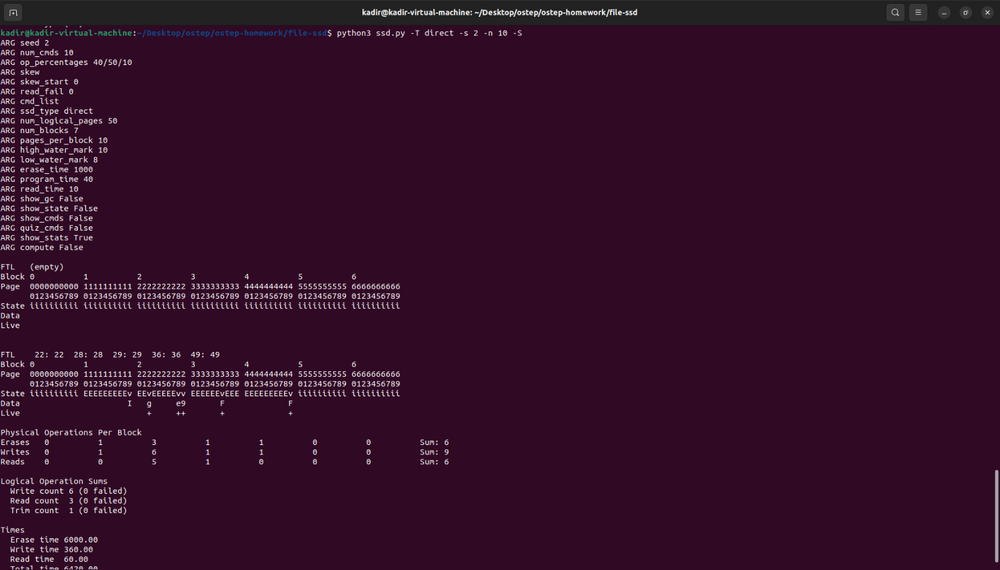 kadir@kadir-virtual-machine: ~/Desktop/ostep/ostep-homework/file-ssd
kadir@kadir-virtual-machine:~/Desktop/ostep/ostep-homework/file-ssd$ python3 ssd.py -T direct -s 2 -n 10 -S
ARG seed 2
ARG num_cmds 10
ARG op_percentages 40/50/10
ARG skew
ARG skew_start 0
ARG read_fail 0
ARG cmd_list
ARG ssd_type direct
ARG num_logical_pages 50
ARG num_blocks 7
ARG pages_per_block 10
ARG high_water_mark 10
ARG low_water_mark 8
ARG erase_time 1000
ARG program_time 40
ARG read_time 10
ARG show_gc False
ARG show_state False
ARG show_cmds False
ARG quiz_cmds False
ARG show_stats True
ARG compute False
FTL   (empty)
Block 0          1          2          3          4          5          6
Page  0000000000 1111111111 2222222222 3333333333 4444444444 5555555555 6666666666
      0123456789 0123456789 0123456789 0123456789 0123456789 0123456789 0123456789
State iiiiiiiiii iiiiiiiiii iiiiiiiiii iiiiiiiiii iiiiiiiiii iiiiiiiiii iiiiiiiiii
Data
Live
FTL    22: 22  28: 28  29: 29  36: 36  49: 49
Block 0          1          2          3          4          5          6
Page  0000000000 1111111111 2222222222 3333333333 4444444444 5555555555 6666666666
      0123456789 0123456789 0123456789 0123456789 0123456789 0123456789 0123456789
State iiiiiiiiii EEEEEEEEEv EEvEEEEEvv EEEEEEvEEE EEEEEEEEEv iiiiiiiiii iiiiiiiiii
Data                      I   g     e9       F             F
Live                          +     ++       +             +
Physical Operations Per Block
Erases   0          1          3          1          1          0          0          Sum: 6
Writes   0          1          6          1          1          0          0          Sum: 9
Reads    0          0          5          1          0          0          0          Sum: 6
Logical Operation Sums
  Write count 6 (0 failed)
  Read count  3 (0 failed)
  Trim count  1 (0 failed)
Times
  Erase time 6000.00
  Write time 360.00
  Read time  60.00
  Total time 6420.00